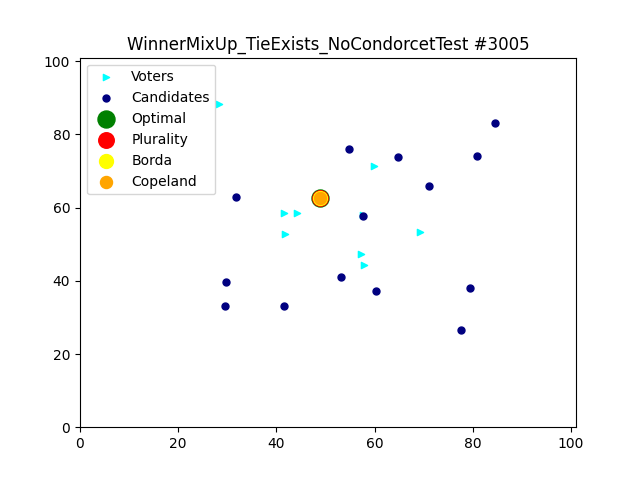 WinnerMixUp_TieExists_NoCondorcetTest #3005
100
80
60
40
20
0
Voters
Candidates
Optimal
Plurality
Borda
Copeland
0 20 40 60 80 100